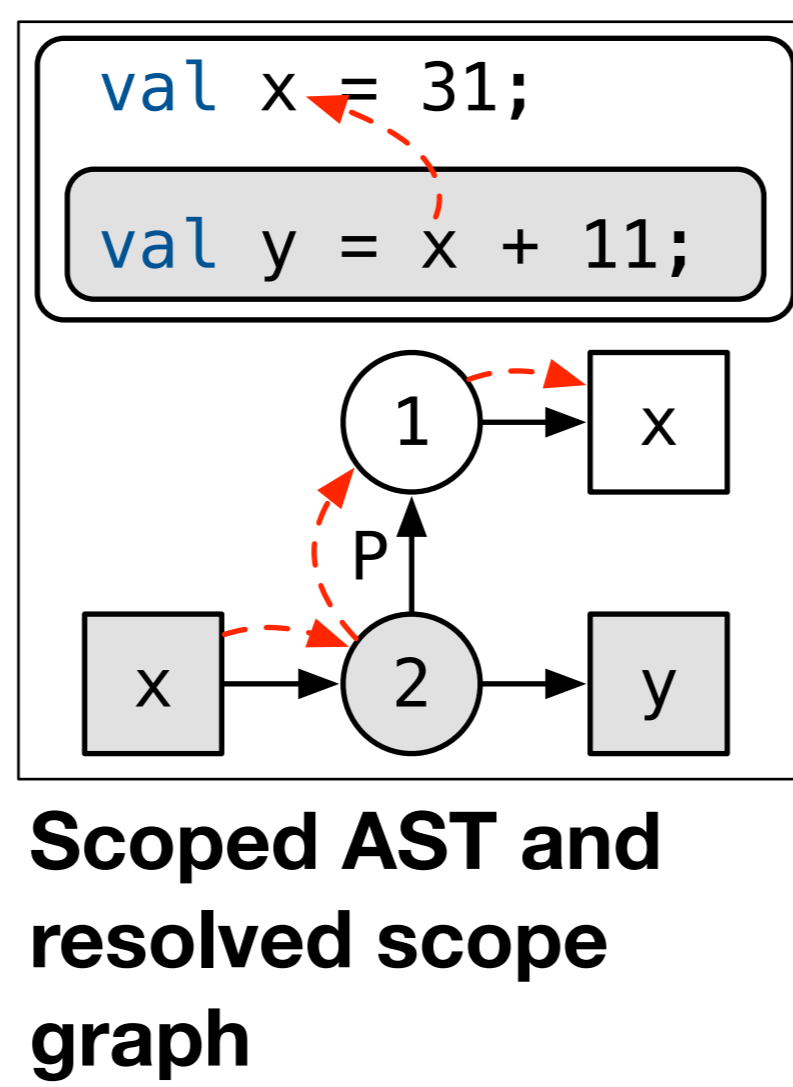 val x = 31;
val y = x + 11;
1
x
P
x
2
y
Scoped AST and
resolved scope
graph